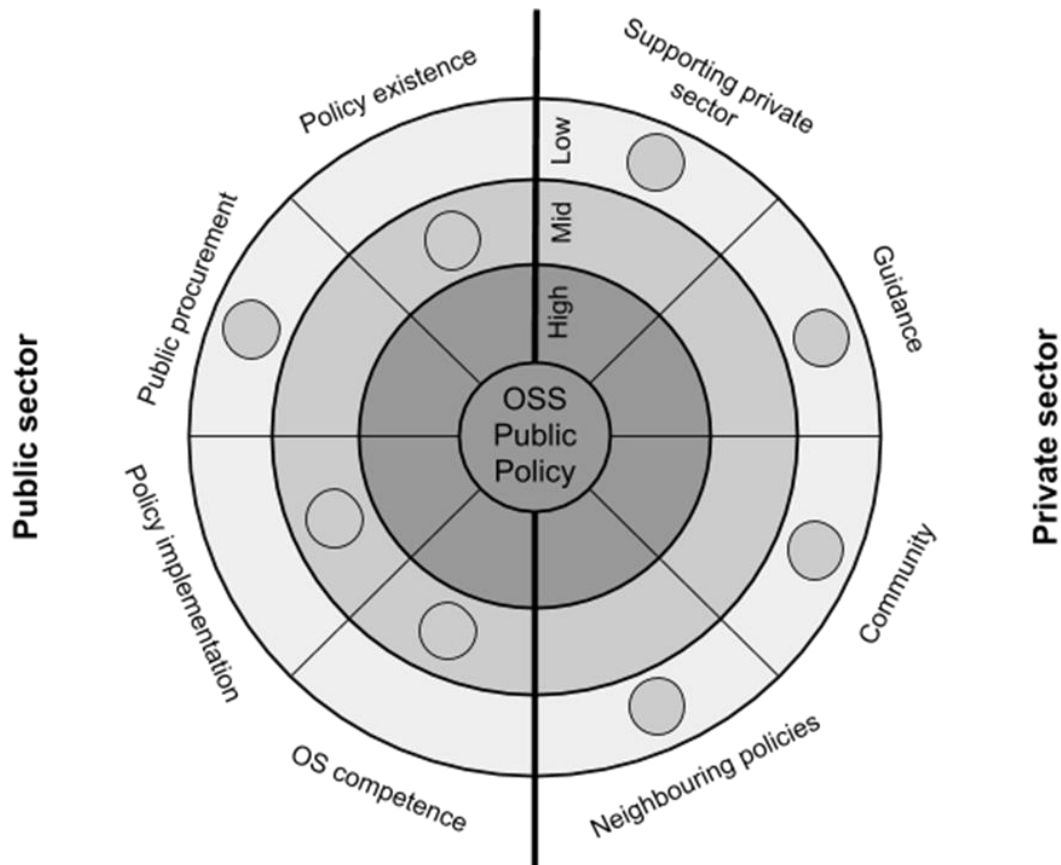 Policy existence
Supporting private
sector
Low
Mid
High
Public procurement
Guidance
Public sector
Private sector
OSS
Public
Policy
Policy implementation
Community
OS competence
Neighbouring policies